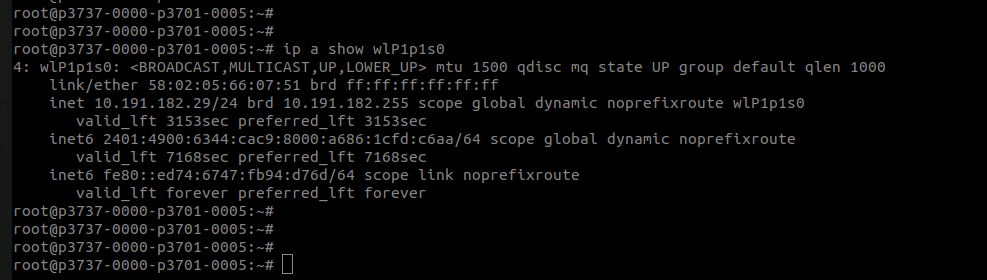 root@p3737-0000-p3701-0005:~#
root@p3737-0000-p3701-0005:~#
root@p3737-0000-p3701-0005:~# ip a show wlP1p1s0
4: wlP1p1s0: <BROADCAST,MULTICAST,UP,LOWER_UP> mtu 1500 qdisc mq state UP group default qlen 1000
    link/ether 58:02:05:66:07:51 brd ff:ff:ff:ff:ff:ff
    inet 10.191.182.29/24 brd 10.191.182.255 scope global dynamic noprefixroute wlP1p1s0
       valid_lft 3153sec preferred_lft 3153sec
    inet6 2401:4900:6344:cac9:8000:a686:1cfd:c6aa/64 scope global dynamic noprefixroute
       valid_lft 7168sec preferred_lft 7168sec
    inet6 fe80::ed74:6747:fb94:d76d/64 scope link noprefixroute
       valid_lft forever preferred_lft forever
root@p3737-0000-p3701-0005:~#
root@p3737-0000-p3701-0005:~#
root@p3737-0000-p3701-0005:~#
root@p3737-0000-p3701-0005:~#